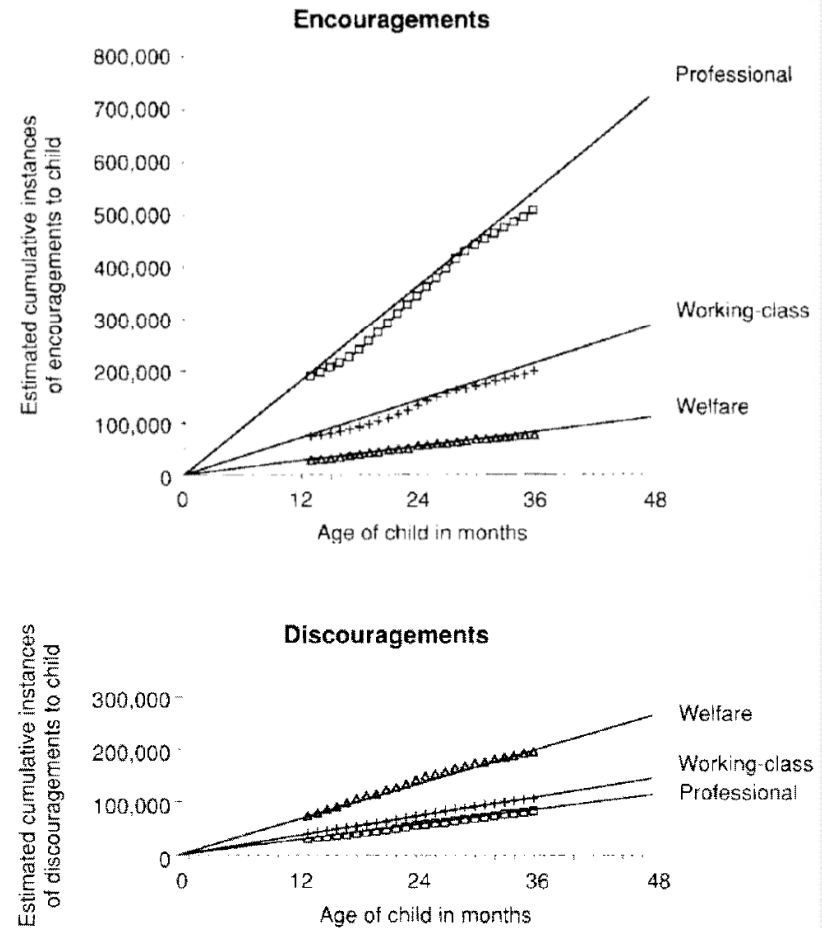 Encouragements
Estimated cumulative instances
of encouragements to child
800,000
700,000
600,000
500,000
400,000
300,000
200,000
100,000
0
Professional
Working-class
Welfare
0 12 24 36 48
Age of child in months
Discouragements
Estimated cumulative instances
of discouragements to child
300,000
200,000
100,000
0
Welfare
Working-class
Professional
0 12 24 36 48
Age of child in months